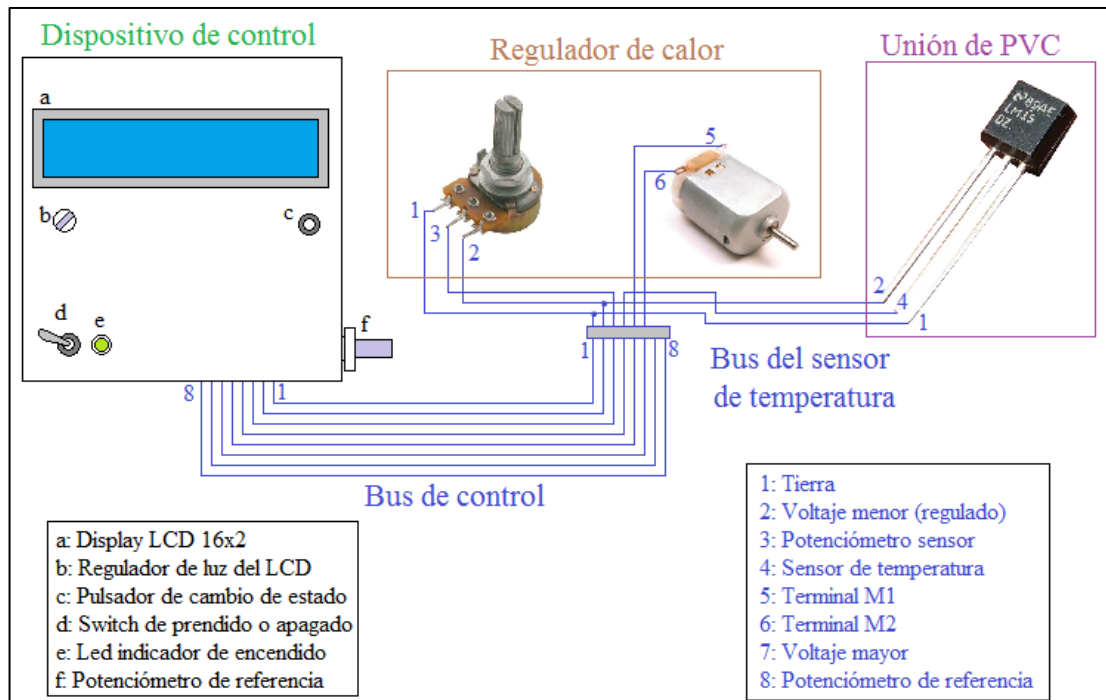 Dispositivo de control
a
b
c
d
e
f
8
1
Regulador de calor
1
3
2
5
6
Unión de PVC
LM35
DZ
2
4
1
1
8
Bus del sensor
de temperatura
Bus de control
a: Display LCD 16x2
b: Regulador de luz del LCD
c: Pulsador de cambio de estado
d: Switch de prendido o apagado
e: Led indicador de encendido
f: Potenciómetro de referencia
1: Tierra
2: Voltaje menor (regulado)
3: Potenciómetro sensor
4: Sensor de temperatura
5: Terminal M1
6: Terminal M2
7: Voltaje mayor
8: Potenciómetro de referencia